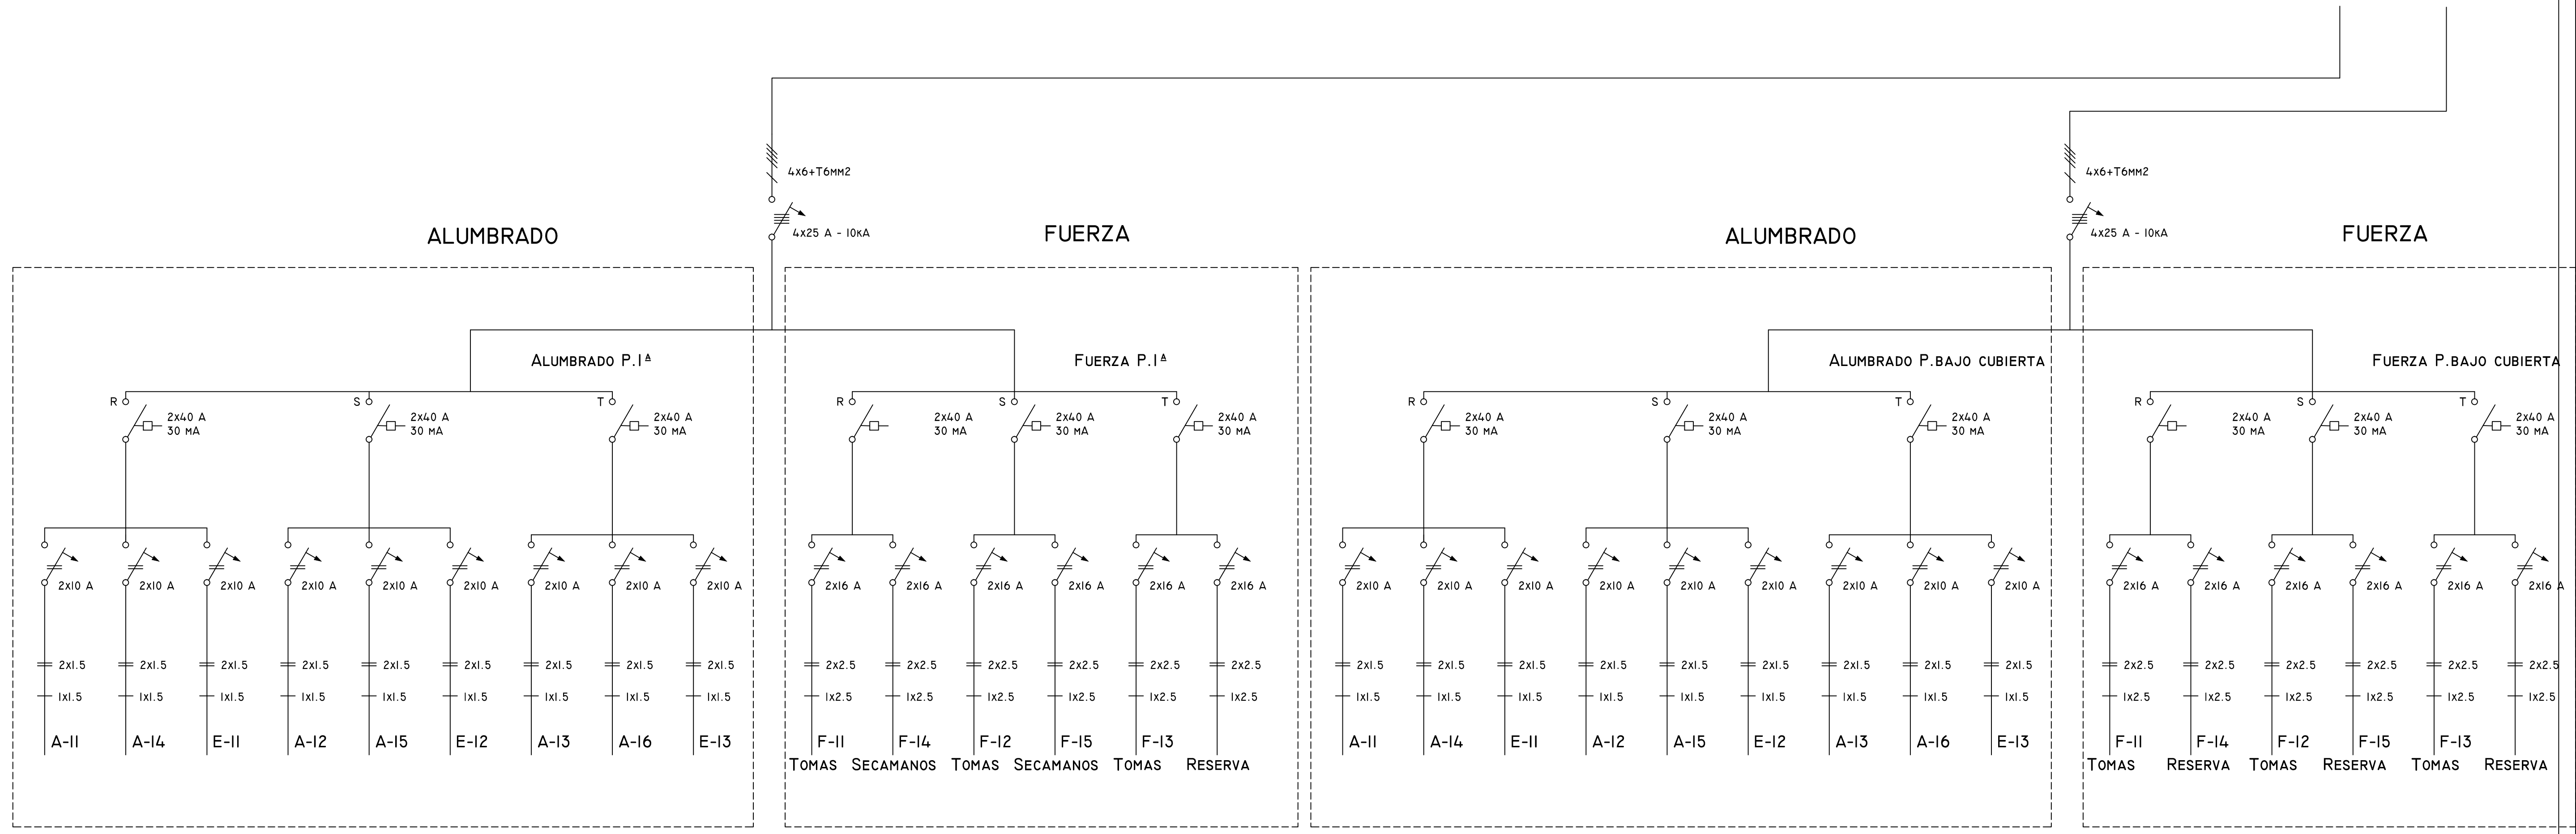 4x6+T6mm2
4x6+T6mm2
4x25 A - 10kA
4x25 A - 10kA
ALUMBRADO
FUERZA
ALUMBRADO
FUERZA
Alumbrado P.1ª
Fuerza P.1ª
Alumbrado P.bajo cubierta
Fuerza P.bajo cubierta
R 2x40 A
30 mA
S 2x40 A
30 mA
T 2x40 A
30 mA
R 2x40 A
30 mA
S 2x40 A
30 mA
T 2x40 A
30 mA
R 2x40 A
30 mA
S 2x40 A
30 mA
T 2x40 A
30 mA
R 2x40 A
30 mA
S 2x40 A
30 mA
T 2x40 A
30 mA
2x10 A 2x10 A 2x10 A 2x10 A 2x10 A 2x10 A 2x10 A 2x10 A 2x10 A 2x16 A 2x16 A 2x16 A 2x16 A 2x16 A 2x16 A 2x10 A 2x10 A 2x10 A 2x10 A 2x10 A 2x10 A 2x10 A 2x10 A 2x10 A 2x16 A 2x16 A 2x16 A 2x16 A 2x16 A 2x16 A
2x1.5 2x1.5 2x1.5 2x1.5 2x1.5 2x1.5 2x1.5 2x1.5 2x1.5 2x2.5 2x2.5 2x2.5 2x2.5 2x2.5 2x2.5 2x1.5 2x1.5 2x1.5 2x1.5 2x1.5 2x1.5 2x1.5 2x1.5 2x1.5 2x2.5 2x2.5 2x2.5 2x2.5 2x2.5 2x2.5
1x1.5 1x1.5 1x1.5 1x1.5 1x1.5 1x1.5 1x1.5 1x1.5 1x1.5 1x2.5 1x2.5 1x2.5 1x2.5 1x2.5 1x2.5 1x1.5 1x1.5 1x1.5 1x1.5 1x1.5 1x1.5 1x1.5 1x1.5 1x1.5 1x2.5 1x2.5 1x2.5 1x2.5 1x2.5 1x2.5
A-11 A-14 E-11 A-12 A-15 E-12 A-13 A-16 E-13 F-11 F-14 F-12 F-15 F-13 A-11 A-14 E-11 A-12 A-15 E-12 A-13 A-16 E-13 F-11 F-14 F-12 F-15 F-13
Tomas Secamanos Tomas Secamanos Tomas Reserva Tomas Reserva Tomas Reserva Tomas Reserva